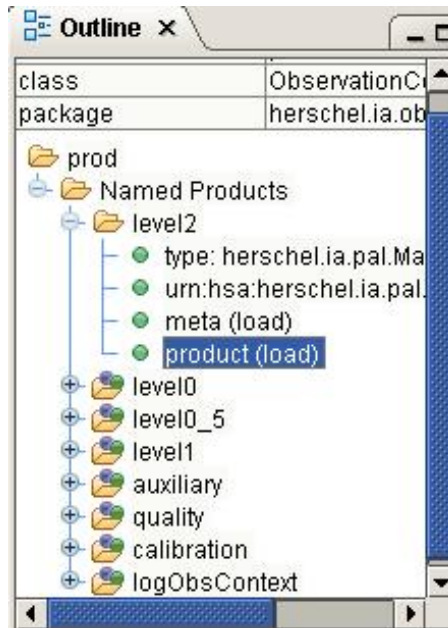 Outline
class ObservationC
package herschel.ia.ob
prod
Named Products
level2
type: herschel.ia.pal.Ma
urn:hsa:herschel.ia.pal.
meta (load)
product (load)
level0
level0_5
level1
auxiliary
quality
calibration
logObsContext